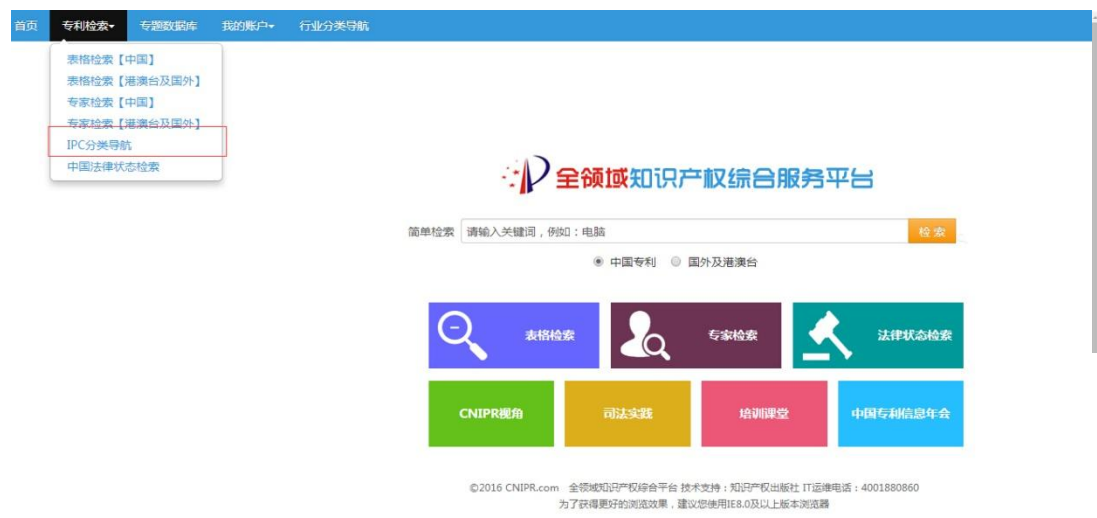 首页 专利检索 专题数据库 我的账户 行业分类导航
表格检索【中国】
表格检索【港澳台及国外】
专家检索【中国】
专家检索【港澳台及国外】
IPC分类导航
中国法律状态检索
全领域知识产权综合服务平台
简单检索 请输入关键词，例如：电脑 检索
中国专利 国外及港澳台
表格检索 专家检索 法律状态检索
CNIPR视角 司法实践 培训课堂 中国专利信息年会
©2016 CNIPR.com 全领域知识产权综合平台 技术支持：知识产权出版社 IT运维电话：4001880860
为了获得更好的浏览效果，建议您使用IE8.0及以上版本浏览器